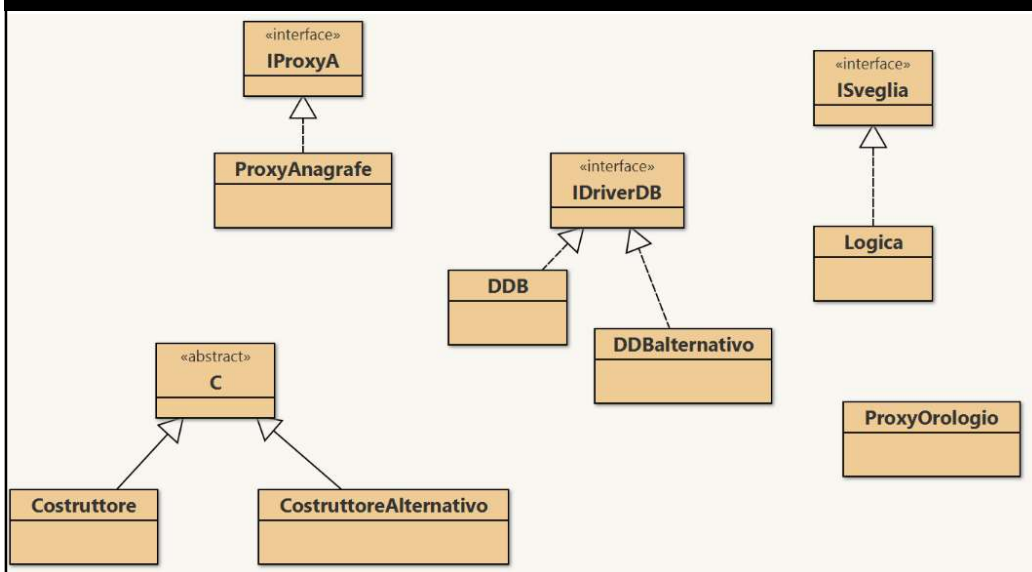 «interface»
IProxyA
ProxyAnagrafe
«interface»
ISveglia
«interface»
IDriverDB
Logica
DDB
DDBalternativo
«abstract»
C
ProxyOrologio
Costruttore
CostruttoreAlternativo